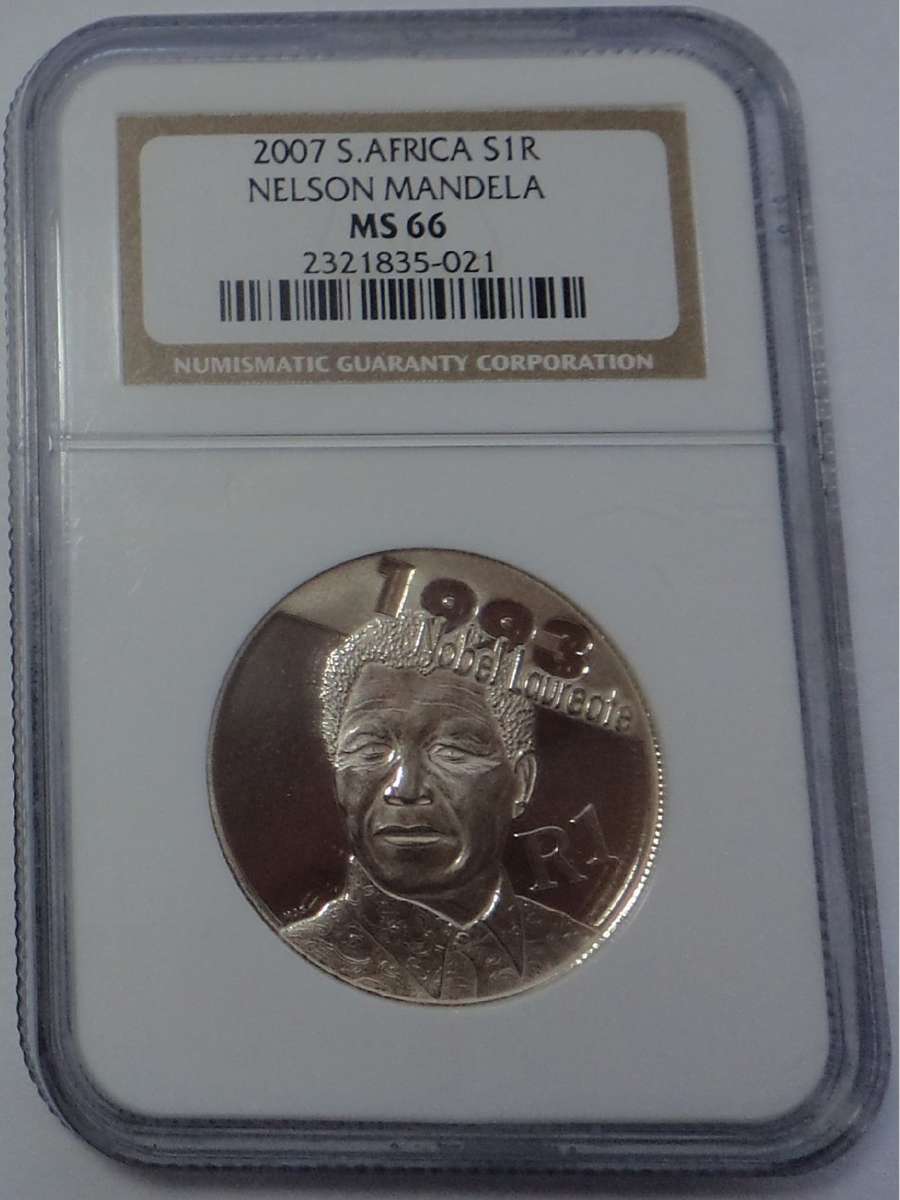 2007 S.AFRICA S1R
NELSON MANDELA
MS 66
2321835-021
NUMISMATIC GUARANTY CORPORATION
1993
Nobel Laureate
R1